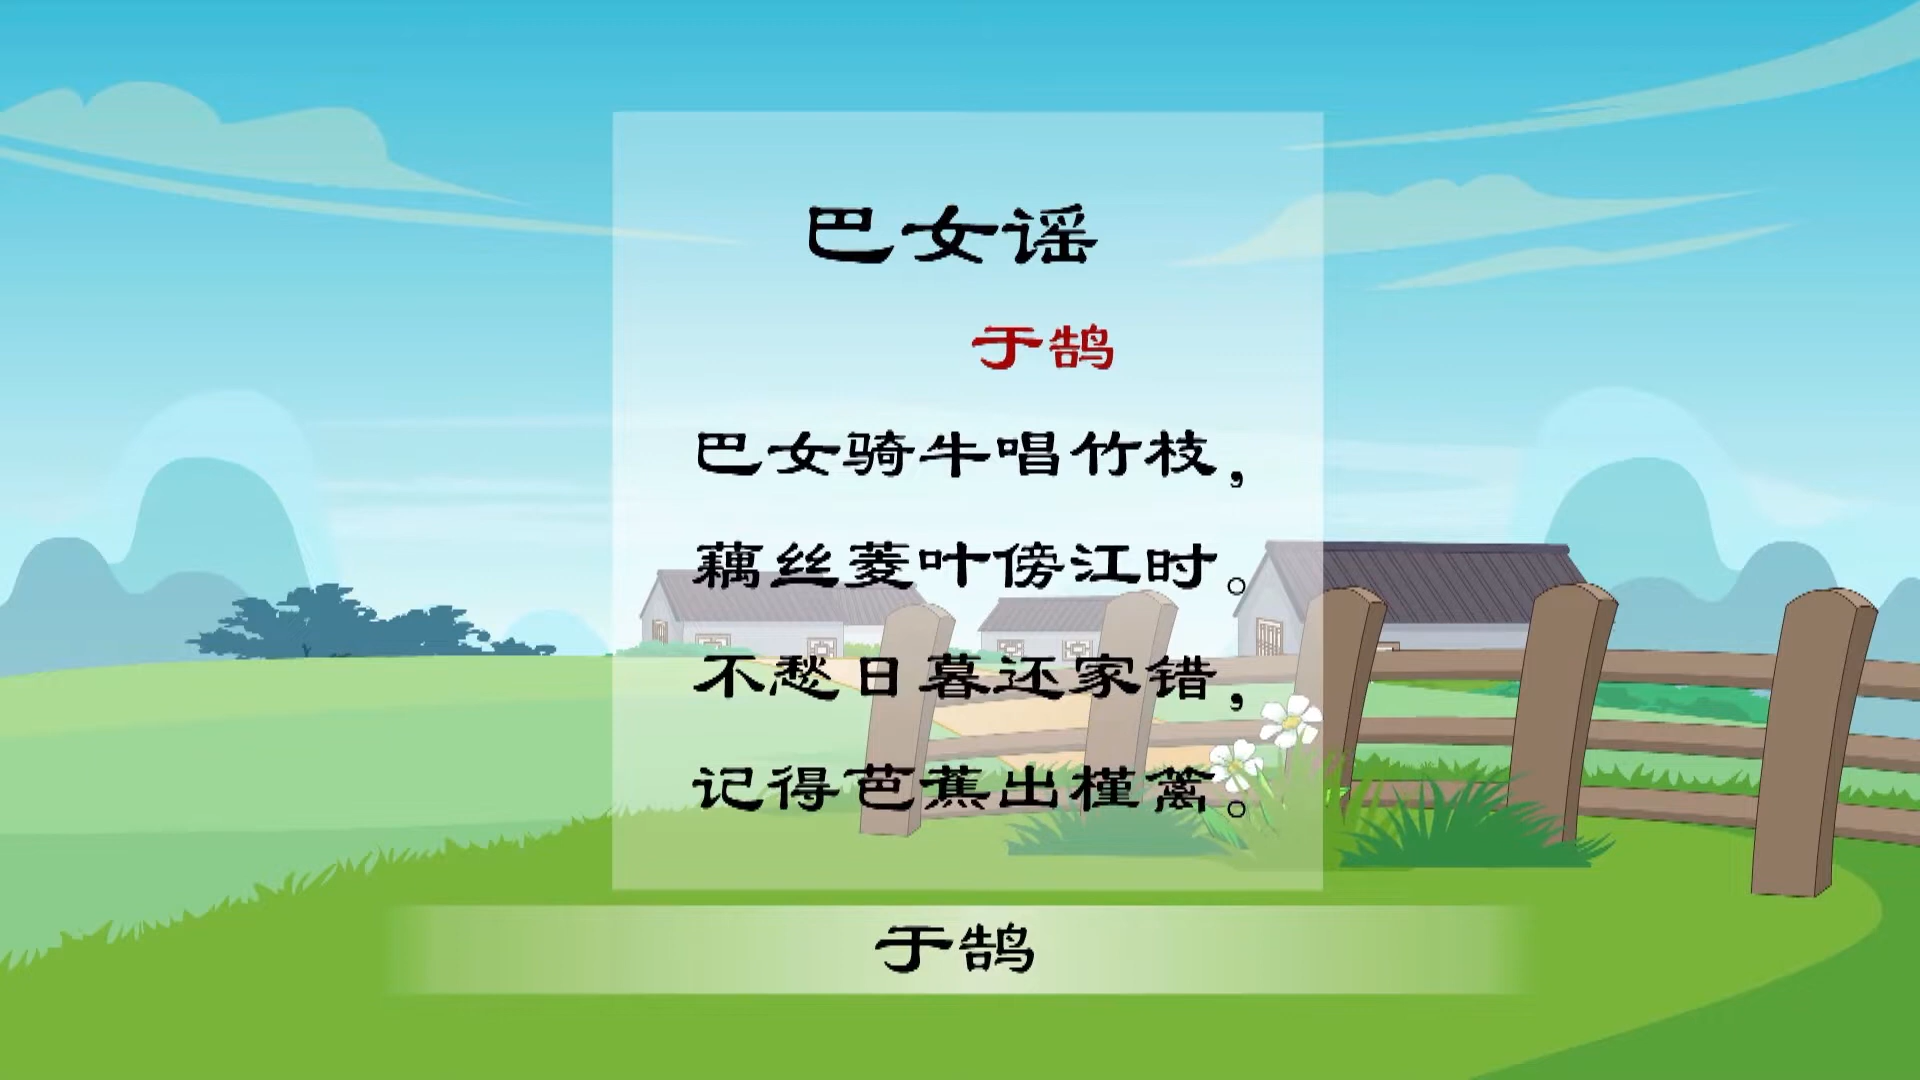 巴女谣
于鹄
巴女骑牛唱竹枝，
藕丝菱叶傍江时。
不愁日暮还家错，
记得芭蕉出槿篱。
于鹄